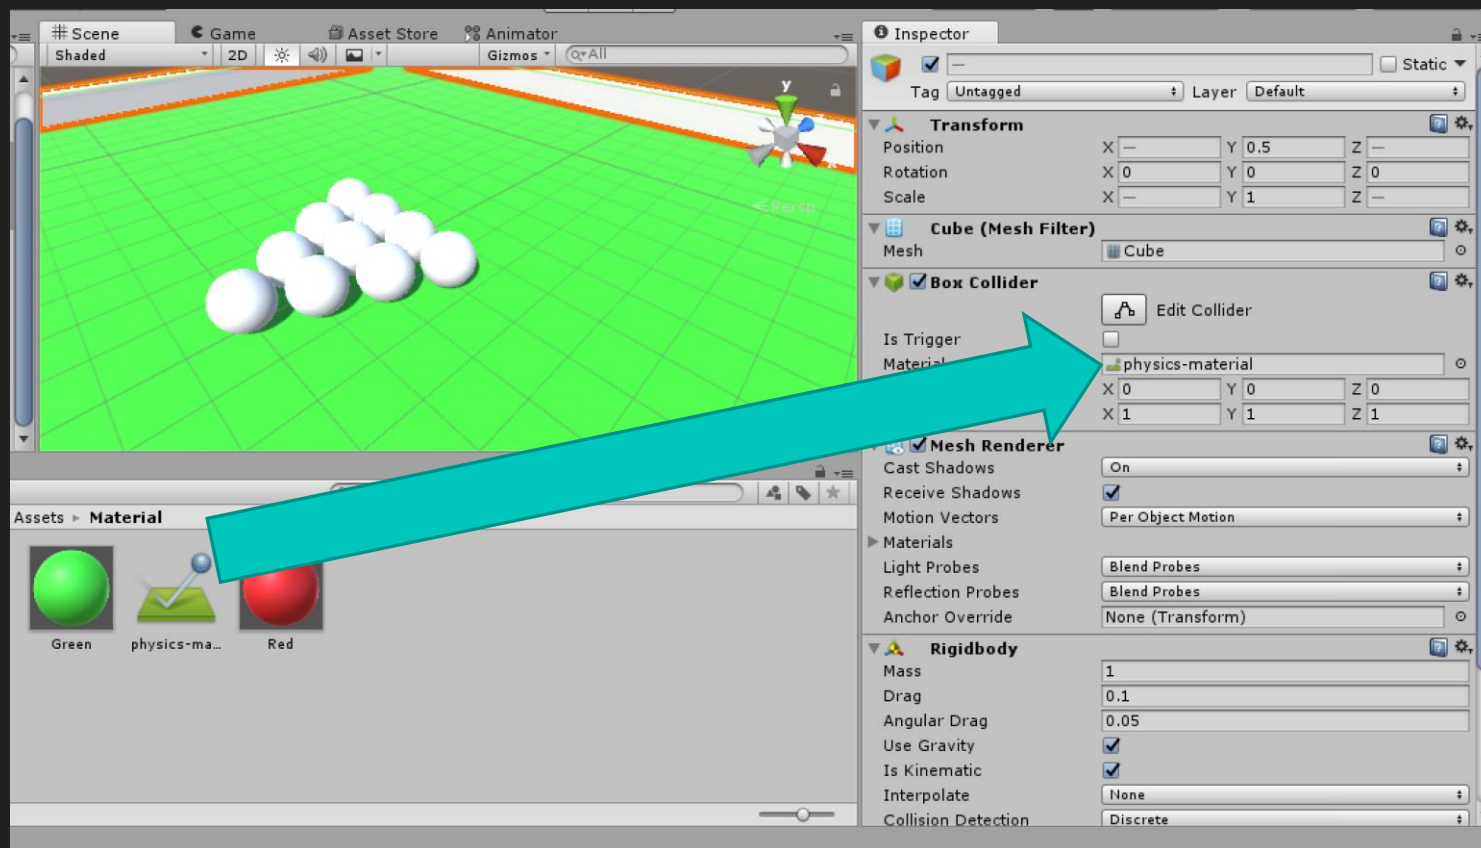 Scene Game Asset Store Animator
Shaded 2D Gizmos All
y
Persp
Assets Material
Green physics-ma... Red
Inspector
— Static
Tag Untagged Layer Default
Transform
Position X — Y 0.5 Z —
Rotation X 0 Y 0 Z 0
Scale X — Y 1 Z —
Cube (Mesh Filter)
Mesh Cube
Box Collider
Edit Collider
Is Trigger
Material physics-material
X 0 Y 0 Z 0
X 1 Y 1 Z 1
Mesh Renderer
Cast Shadows On
Receive Shadows
Motion Vectors Per Object Motion
Materials
Light Probes Blend Probes
Reflection Probes Blend Probes
Anchor Override None (Transform)
Rigidbody
Mass 1
Drag 0.1
Angular Drag 0.05
Use Gravity
Is Kinematic
Interpolate None
Collision Detection Discrete